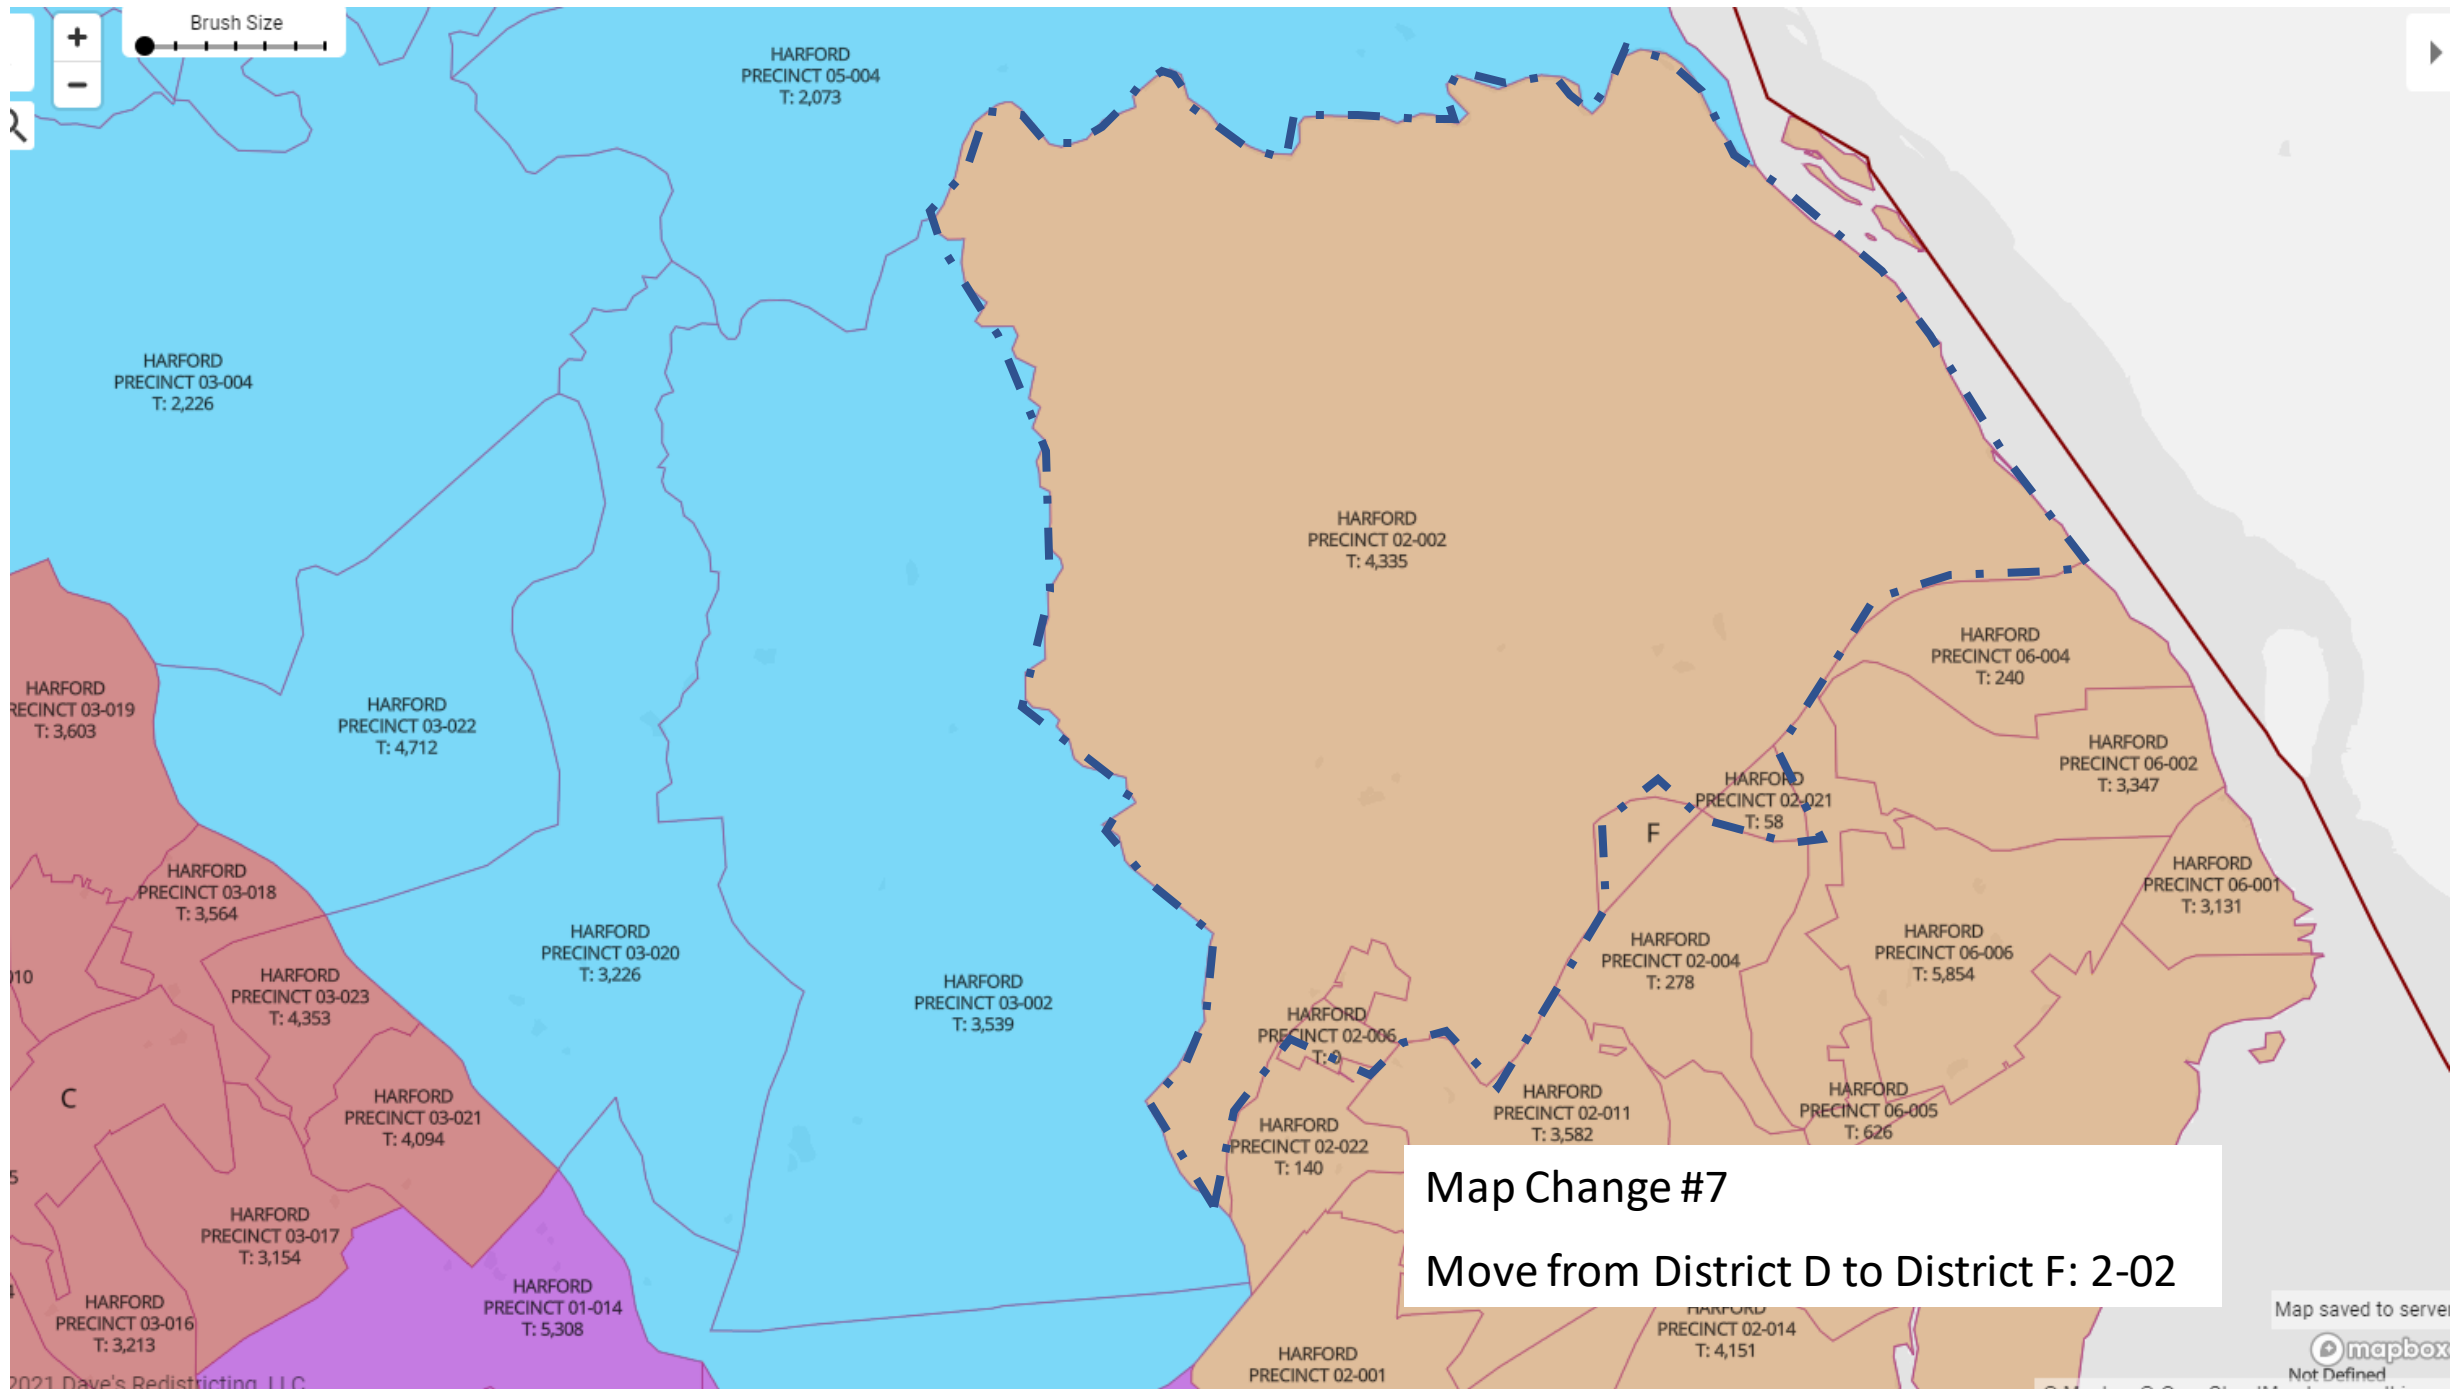 Brush Size
+
−
HARFORD
PRECINCT 05-004
T: 2,073
HARFORD
PRECINCT 03-004
T: 2,226
HARFORD
PRECINCT 02-002
T: 4,335
HARFORD
PRECINCT 06-004
T: 240
HARFORD
RECINCT 03-019
T: 3,603
HARFORD
PRECINCT 03-022
T: 4,712
HARFORD
PRECINCT 06-002
T: 3,347
HARFORD
PRECINCT 02-021
T: 58
F
HARFORD
PRECINCT 03-018
T: 3,564
HARFORD
PRECINCT 06-001
T: 3,131
HARFORD
PRECINCT 03-020
T: 3,226
HARFORD
PRECINCT 02-004
T: 278
HARFORD
PRECINCT 06-006
T: 5,854
010
HARFORD
PRECINCT 03-023
T: 4,353
HARFORD
PRECINCT 03-002
T: 3,539
HARFORD
PRECINCT 02-006
T: 0
C
HARFORD
PRECINCT 03-021
T: 4,094
HARFORD
PRECINCT 02-011
T: 3,582
HARFORD
PRECINCT 06-005
T: 626
HARFORD
PRECINCT 02-022
T: 140
5
HARFORD
PRECINCT 03-017
T: 3,154
Map Change #7
Move from District D to District F: 2-02
HARFORD
PRECINCT 03-016
T: 3,213
HARFORD
PRECINCT 01-014
T: 5,308
HARFORD
PRECINCT 02-014
T: 4,151
HARFORD
PRECINCT 02-001
Map saved to server
mapbox
Not Defined
2021 Dave's Redistricting, LLC